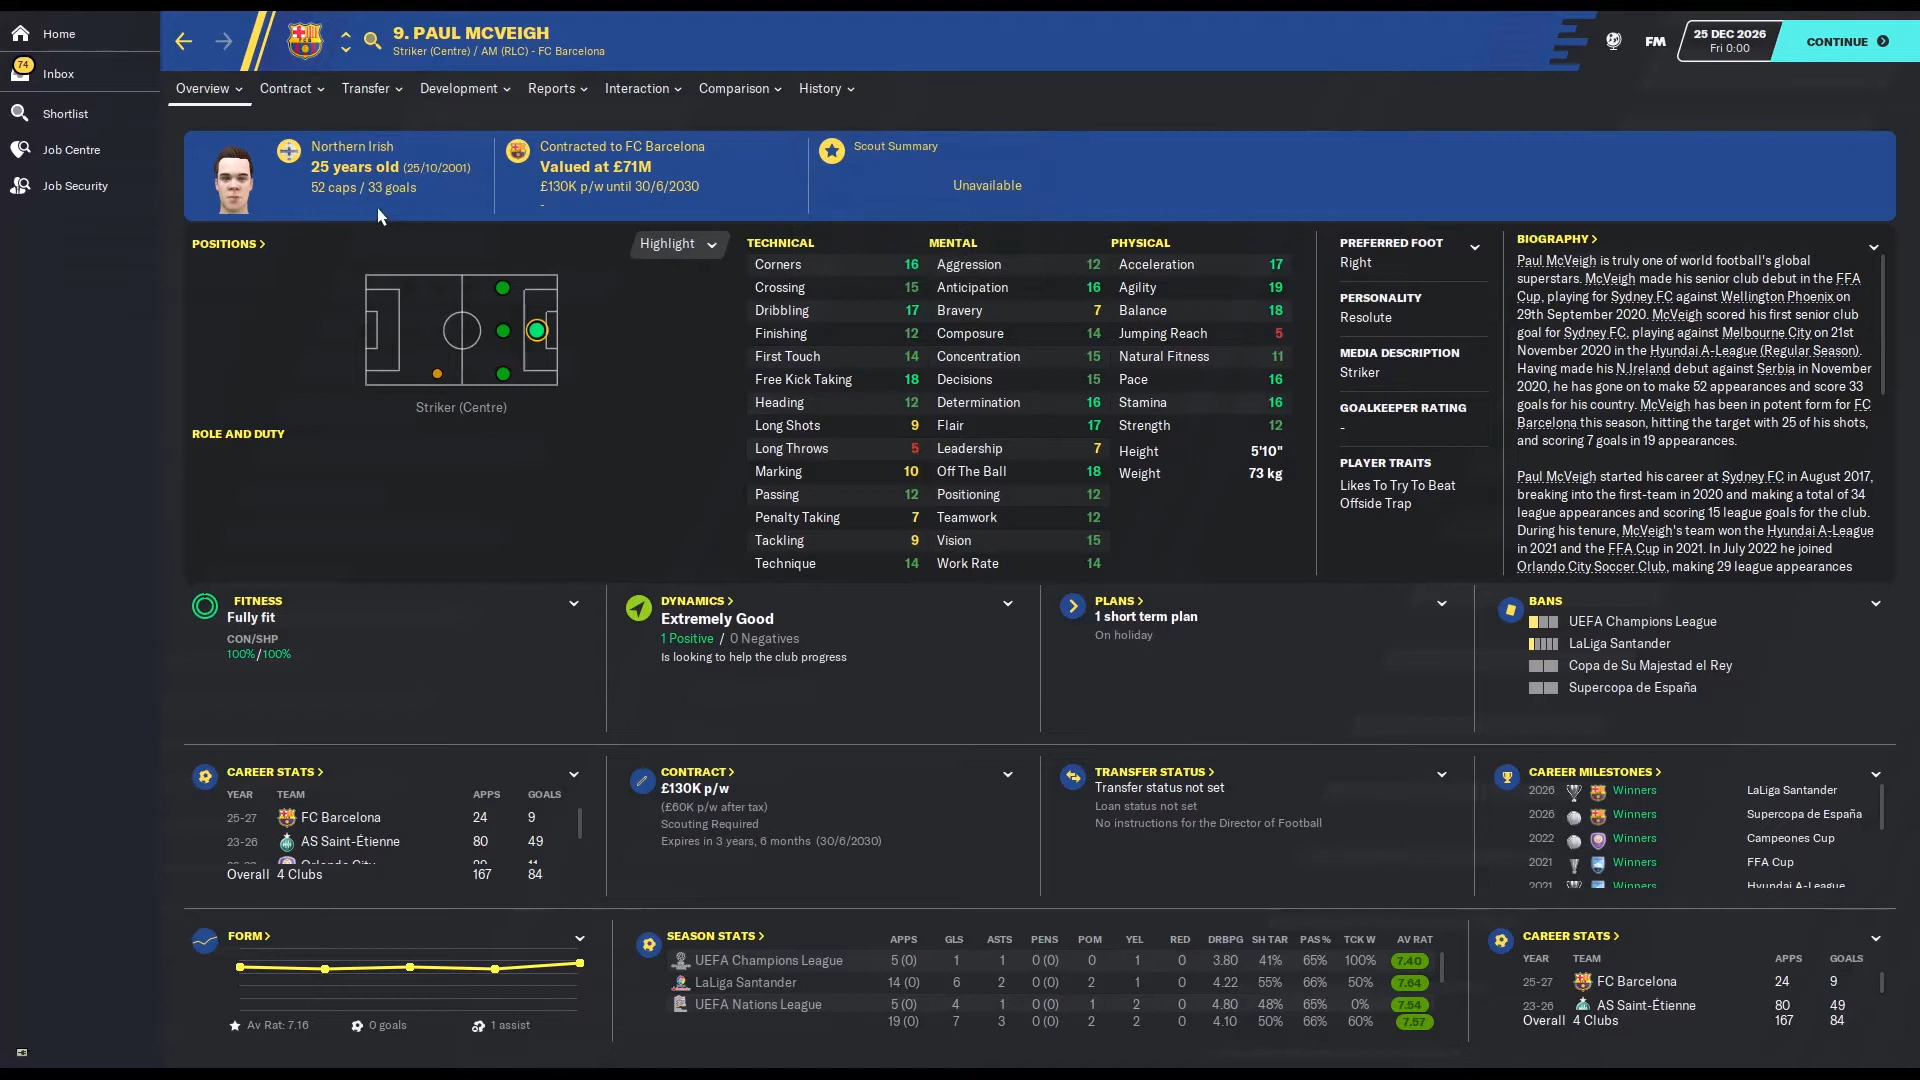 Home
74
Inbox
Shortlist
Job Centre
Job Security
9. PAUL MCVEIGH
Striker (Centre) / AM (RLC) - FC Barcelona
FM
25 DEC 2026
Fri 0:00
CONTINUE
Overview
Contract
Transfer
Development
Reports
Interaction
Comparison
History
Northern Irish
25 years old (25/10/2001)
52 caps / 33 goals
Contracted to FC Barcelona
Valued at £71M
£130K p/w until 30/6/2030
-
Scout Summary
Unavailable
POSITIONS >
Highlight
Striker (Centre)
ROLE AND DUTY
TECHNICAL
Corners 16
Crossing 15
Dribbling 17
Finishing 12
First Touch 14
Free Kick Taking 18
Heading 12
Long Shots 9
Long Throws 5
Marking 10
Passing 12
Penalty Taking 7
Tackling 9
Technique 14
MENTAL
Aggression 12
Anticipation 16
Bravery 7
Composure 14
Concentration 15
Decisions 15
Determination 16
Flair 17
Leadership 7
Off The Ball 18
Positioning 12
Teamwork 12
Vision 15
Work Rate 14
PHYSICAL
Acceleration 17
Agility 19
Balance 18
Jumping Reach 5
Natural Fitness 11
Pace 16
Stamina 16
Strength 12
Height 5'10"
Weight 73 kg
PREFERRED FOOT
Right
PERSONALITY
Resolute
MEDIA DESCRIPTION
Striker
GOALKEEPER RATING
-
PLAYER TRAITS
Likes To Try To Beat
Offside Trap
BIOGRAPHY >
Paul McVeigh is truly one of world football's global
superstars. McVeigh made his senior club debut in the FFA
Cup, playing for Sydney FC against Wellington Phoenix on
29th September 2020. McVeigh scored his first senior club
goal for Sydney FC, playing against Melbourne City on 21st
November 2020 in the Hyundai A-League (Regular Season).
Having made his N.Ireland debut against Serbia in November
2020, he has gone on to make 52 appearances and score 33
goals for his country. McVeigh has been in potent form for FC
Barcelona this season, hitting the target with 25 of his shots,
and scoring 7 goals in 19 appearances.
Paul McVeigh started his career at Sydney FC in August 2017,
breaking into the first-team in 2020 and making a total of 34
league appearances and scoring 15 league goals for the club.
During his tenure, McVeigh's team won the Hyundai A-League
in 2021 and the FFA Cup in 2021. In July 2022 he joined
Orlando City Soccer Club, making 29 league appearances
FITNESS
Fully fit
CON/SHP
100%/100%
DYNAMICS >
Extremely Good
1 Positive / 0 Negatives
Is looking to help the club progress
PLANS >
1 short term plan
On holiday
BANS
UEFA Champions League
LaLiga Santander
Copa de Su Majestad el Rey
Supercopa de España
CAREER STATS >
YEAR TEAM APPS GOALS
25-27 FC Barcelona 24 9
23-26 AS Saint-Étienne 80 49
Orlando City
Overall 4 Clubs 167 84
CONTRACT >
£130K p/w
(£60K p/w after tax)
Scouting Required
Expires in 3 years, 6 months (30/6/2030)
TRANSFER STATUS >
Transfer status not set
Loan status not set
No instructions for the Director of Football
CAREER MILESTONES >
2026 Winners LaLiga Santander
2026 Winners Supercopa de España
2022 Winners Campeones Cup
2021 Winners FFA Cup
2021 Winners Hyundai A-League
FORM >
Av Rat: 7.16
0 goals
1 assist
SEASON STATS > APPS GLS ASTS PENS POM YEL RED DRBPG SH TAR PAS % TCK W AV RAT
UEFA Champions League 5 (0) 1 1 0 (0) 0 1 0 3.80 41% 65% 100% 7.40
LaLiga Santander 14 (0) 6 2 0 (0) 2 1 0 4.22 55% 66% 50% 7.64
UEFA Nations League 5 (0) 4 1 0 (0) 1 2 0 4.80 48% 65% 0% 7.54
19 (0) 7 3 0 (0) 2 2 0 4.10 50% 66% 60% 7.57
CAREER STATS >
YEAR TEAM APPS GOALS
25-27 FC Barcelona 24 9
23-26 AS Saint-Étienne 80 49
Overall 4 Clubs 167 84